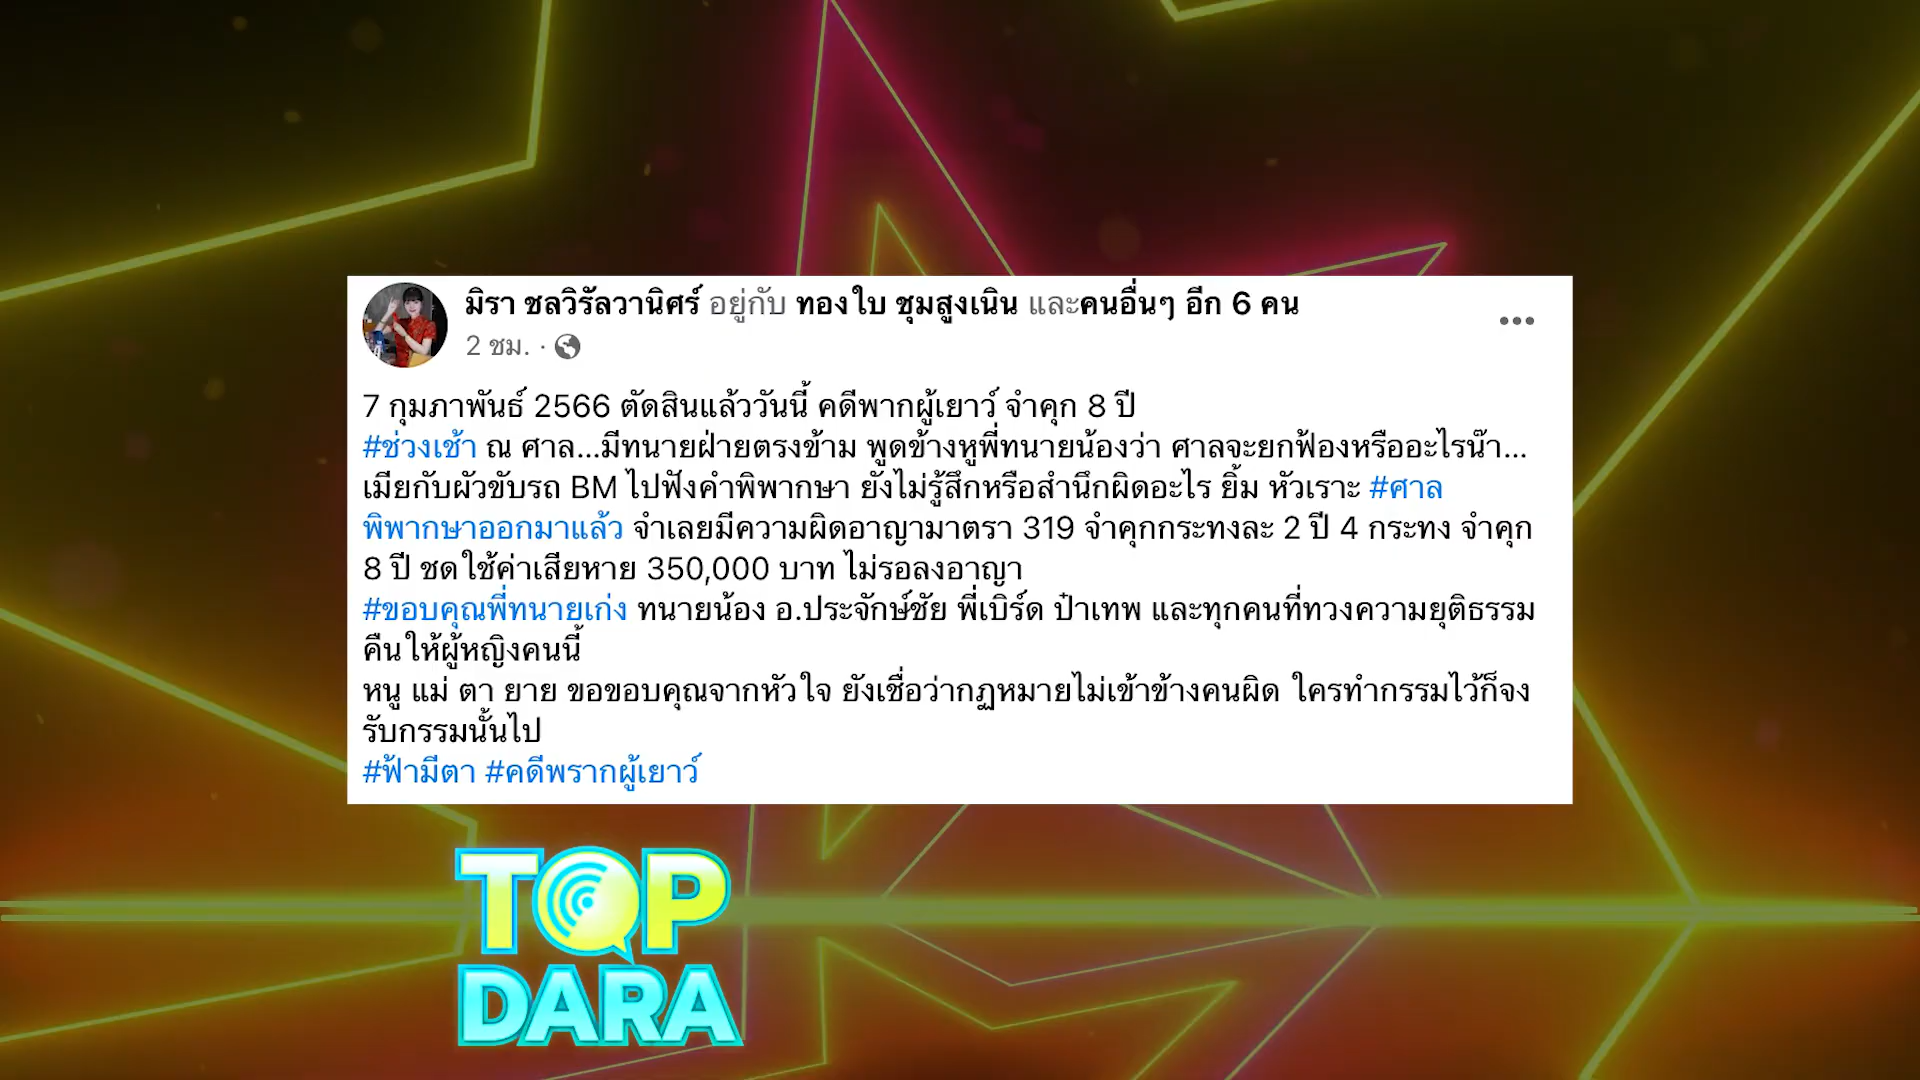 มิรา ชลวิรัลวานิศร์ อยู่กับ ทองใบ ชุมสูงเนิน และคนอื่นๆ อีก 6 คน
2 ชม. ·
7 กุมภาพันธ์ 2566 ตัดสินแล้ววันนี้ คดีพากผู้เยาว์ จำคุก 8 ปี
#ช่วงเช้า ณ ศาล...มีทนายฝ่ายตรงข้าม พูดข้างหูพี่ทนายน้องว่า ศาลจะยกฟ้องหรืออะไรน๊า...
เมียกับผัวขับรถ BM ไปฟังคำพิพากษา ยังไม่รู้สึกหรือสำนึกผิดอะไร ยิ้ม หัวเราะ #ศาล
พิพากษาออกมาแล้ว จำเลยมีความผิดอาญามาตรา 319 จำคุกกระทงละ 2 ปี 4 กระทง จำคุก
8 ปี ชดใช้ค่าเสียหาย 350,000 บาท ไม่รอลงอาญา
#ขอบคุณพี่ทนายเก่ง ทนายน้อง อ.ประจักษ์ชัย พี่เบิร์ด ป๋าเทพ และทุกคนที่ทวงความยุติธรรม
คืนให้ผู้หญิงคนนี้
หนู แม่ ตา ยาย ขอขอบคุณจากหัวใจ ยังเชื่อว่ากฏหมายไม่เข้าข้างคนผิด ใครทำกรรมไว้ก็จง
รับกรรมนั้นไป
#ฟ้ามีตา #คดีพรากผู้เยาว์
TOP
DARA